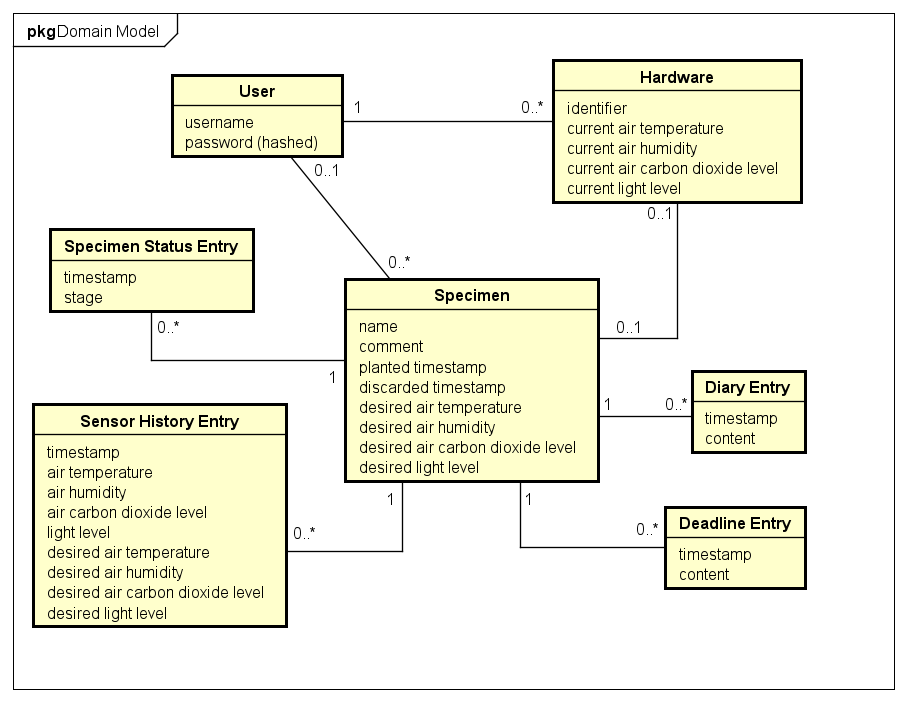 pkg Domain Model
User
username
password (hashed)
1
0..*
Hardware
identifier
current air temperature
current air humidity
current air carbon dioxide level
current light level
0..1
0..*
0..1
0..1
Specimen Status Entry
timestamp
stage
0..*
1
Specimen
name
comment
planted timestamp
discarded timestamp
desired air temperature
desired air humidity
desired air carbon dioxide level
desired light level
1
0..*
Diary Entry
timestamp
content
Sensor History Entry
timestamp
air temperature
air humidity
air carbon dioxide level
light level
desired air temperature
desired air humidity
desired air carbon dioxide level
desired light level
0..*
1
1
0..*
Deadline Entry
timestamp
content